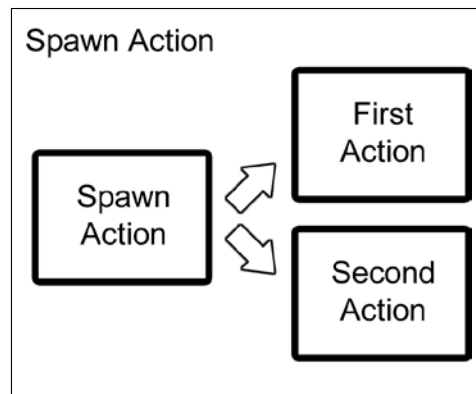 Spawn Action
First
Action
Spawn
Action
Second
Action